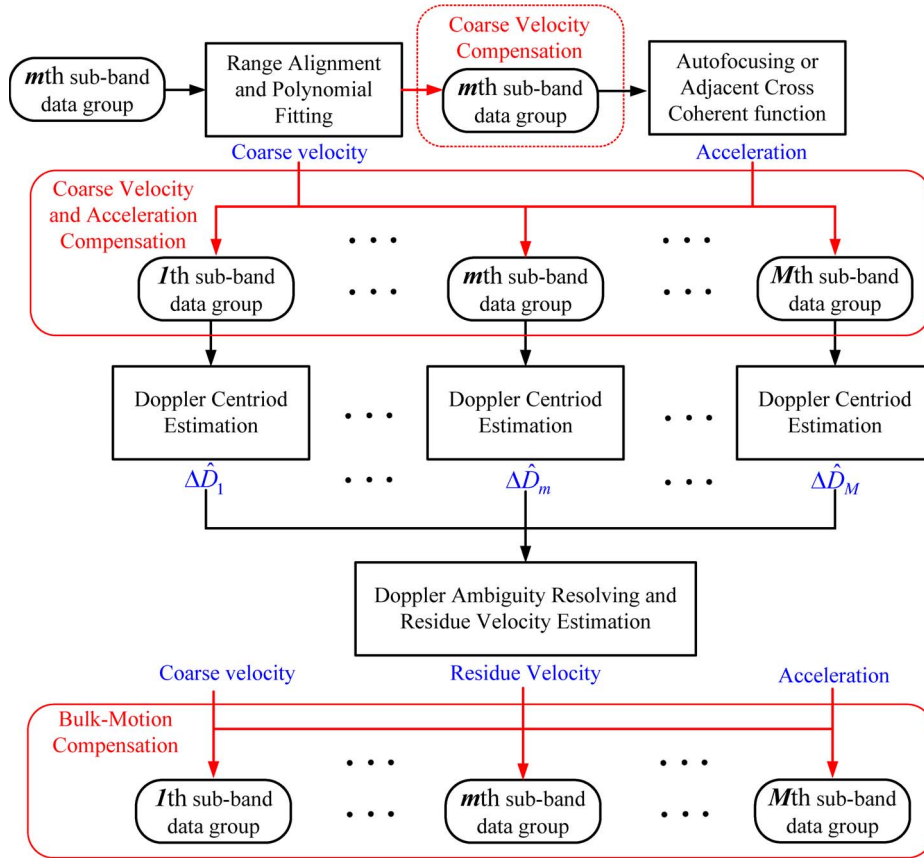 Coarse Velocity
Compensation
mth sub-band
data group
Range Alignment
and Polynomial
Fitting
mth sub-band
data group
Autofocusing or
Adjacent Cross
Coherent function
Coarse velocity
Acceleration
Coarse Velocity
and Acceleration
Compensation
1th sub-band
data group
mth sub-band
data group
Mth sub-band
data group
Doppler Centriod
Estimation
Doppler Centriod
Estimation
Doppler Centriod
Estimation
ΔD̂₁
ΔD̂ₘ
ΔD̂_M
Doppler Ambiguity Resolving and
Residue Velocity Estimation
Coarse velocity
Residue Velocity
Acceleration
Bulk-Motion
Compensation
1th sub-band
data group
mth sub-band
data group
Mth sub-band
data group